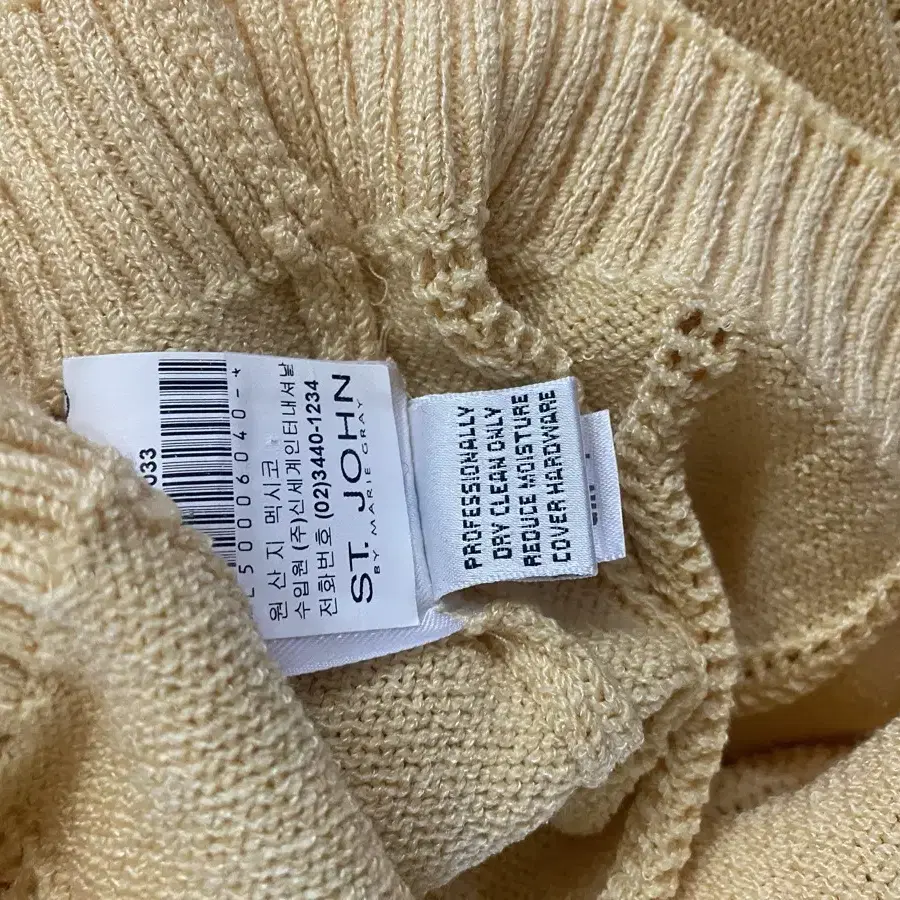 033
5006040-*
원 산 지 멕 시 코
수입원 (주)신세계인터내셔날
전화번호 (02)3440-1234
ST. JOHN
BY MARIE GRAY
PROFESSIONALLY
DRY CLEAN ONLY
REDUCE MOISTURE
COVER HARDWARE